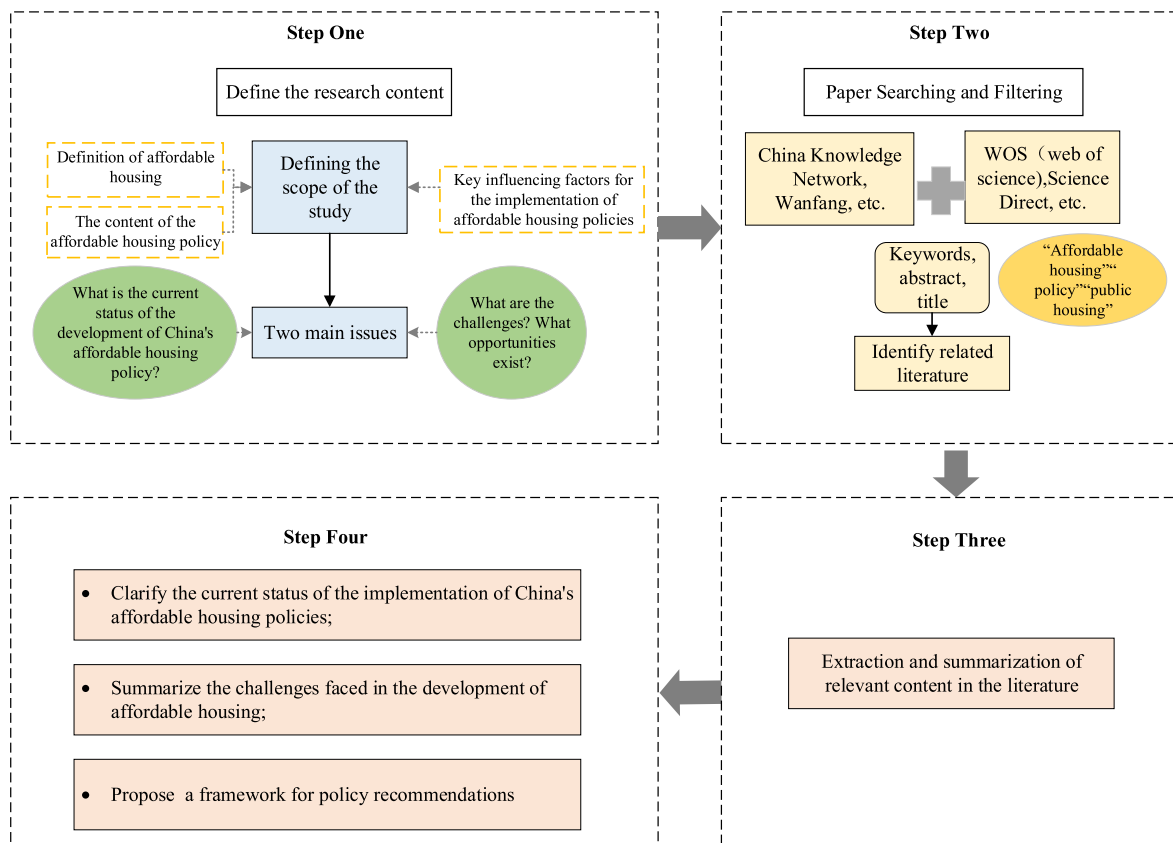 Step One
Define the research content
Definition of affordable
housing
The content of the
affordable housing policy
Defining the
scope of the
study
Key influencing factors for
the implementation of
affordable housing policies
What is the current
status of the
development of China's
affordable housing
policy?
Two main issues
What are the
challenges? What
opportunities
exist?
Step Two
Paper Searching and Filtering
China Knowledge
Network,
Wanfang, etc.
WOS（web of
science),Science
Direct, etc.
Keywords,
abstract,
title
“Affordable
housing”“
policy”“public
housing”
Identify related
literature
Step Three
Extraction and summarization of
relevant content in the literature
Step Four
• Clarify the current status of the implementation of China's
affordable housing policies;
• Summarize the challenges faced in the development of
affordable housing;
• Propose a framework for policy recommendations